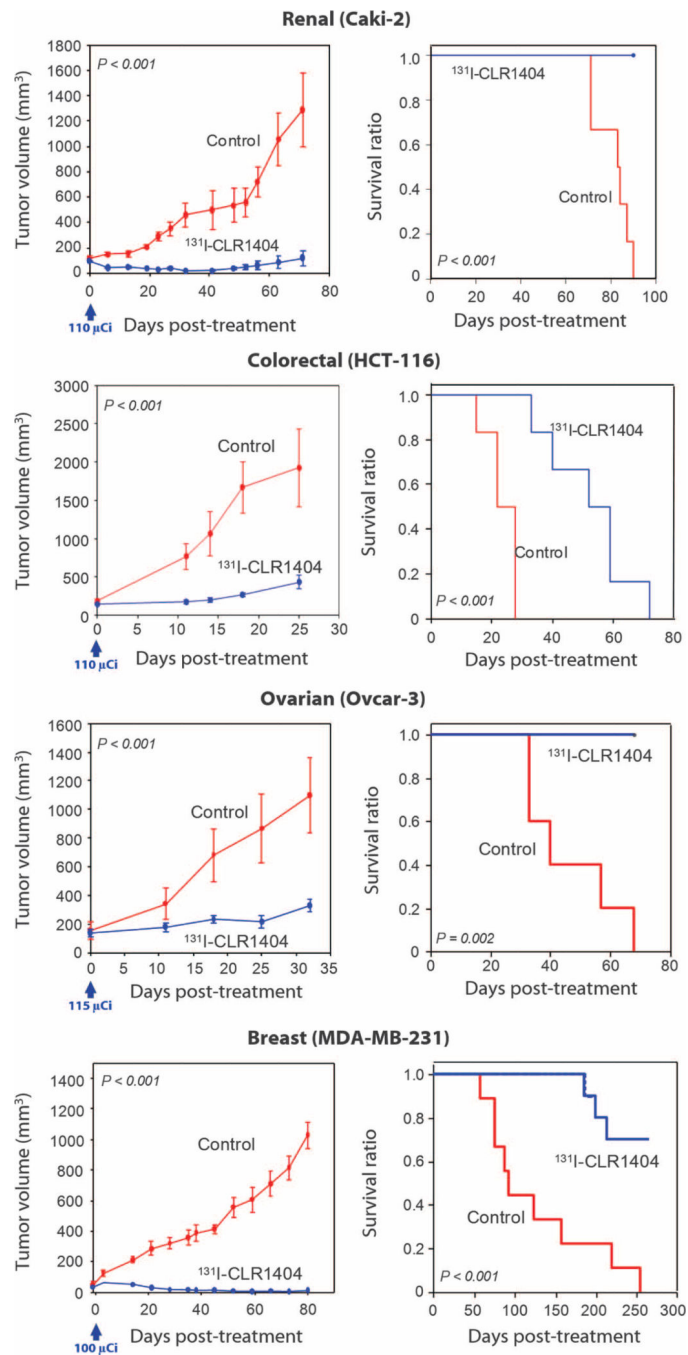 Renal (Caki-2)
Tumor volume (mm³)
1800
1600
1400
1200
1000
800
600
400
200
0
P < 0.001
Control
¹³¹I-CLR1404
0 20 40 60 80
110 µCi
Days post-treatment
Survival ratio
1.0
0.8
0.6
0.4
0.2
0
¹³¹I-CLR1404
Control
P < 0.001
0 20 40 60 80 100
Days post-treatment
Colorectal (HCT-116)
Tumor volume (mm³)
3000
2500
2000
1500
1000
500
0
P < 0.001
Control
¹³¹I-CLR1404
0 5 10 15 20 25 30
110 µCi
Days post-treatment
Survival ratio
1.0
0.8
0.6
0.4
0.2
¹³¹I-CLR1404
Control
P < 0.001
0 20 40 60 80
Days post-treatment
Ovarian (Ovcar-3)
Tumor volume (mm³)
1600
1400
1200
1000
800
600
400
200
0
P < 0.001
Control
¹³¹I-CLR1404
0 5 10 15 20 25 30 35
115 µCi
Days post-treatment
Survival ratio
1.0
0.8
0.6
0.4
0.2
¹³¹I-CLR1404
Control
P = 0.002
0 20 40 60 80
Days post-treatment
Breast (MDA-MB-231)
Tumor volume (mm³)
1400
1200
1000
800
600
400
200
0
P < 0.001
Control
¹³¹I-CLR1404
0 20 40 60 80
100 µCi
Days post-treatment
Survival ratio
1.0
0.8
0.6
0.4
0.2
0
¹³¹I-CLR1404
Control
P < 0.001
0 50 100 150 200 250 300
Days post-treatment